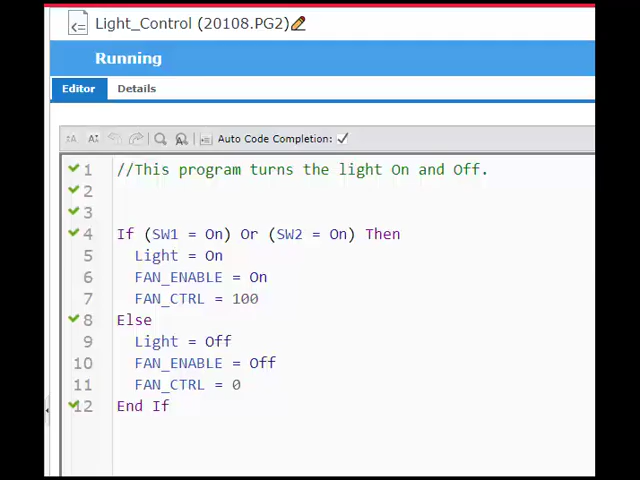 Light_Control (20108.PG2)
Running
Editor Details
Auto Code Completion:
1 //This program turns the light On and Off.
2
3
4 If (SW1 = On) Or (SW2 = On) Then
5 Light = On
6 FAN_ENABLE = On
7 FAN_CTRL = 100
8 Else
9 Light = Off
10 FAN_ENABLE = Off
11 FAN_CTRL = 0
12 End If